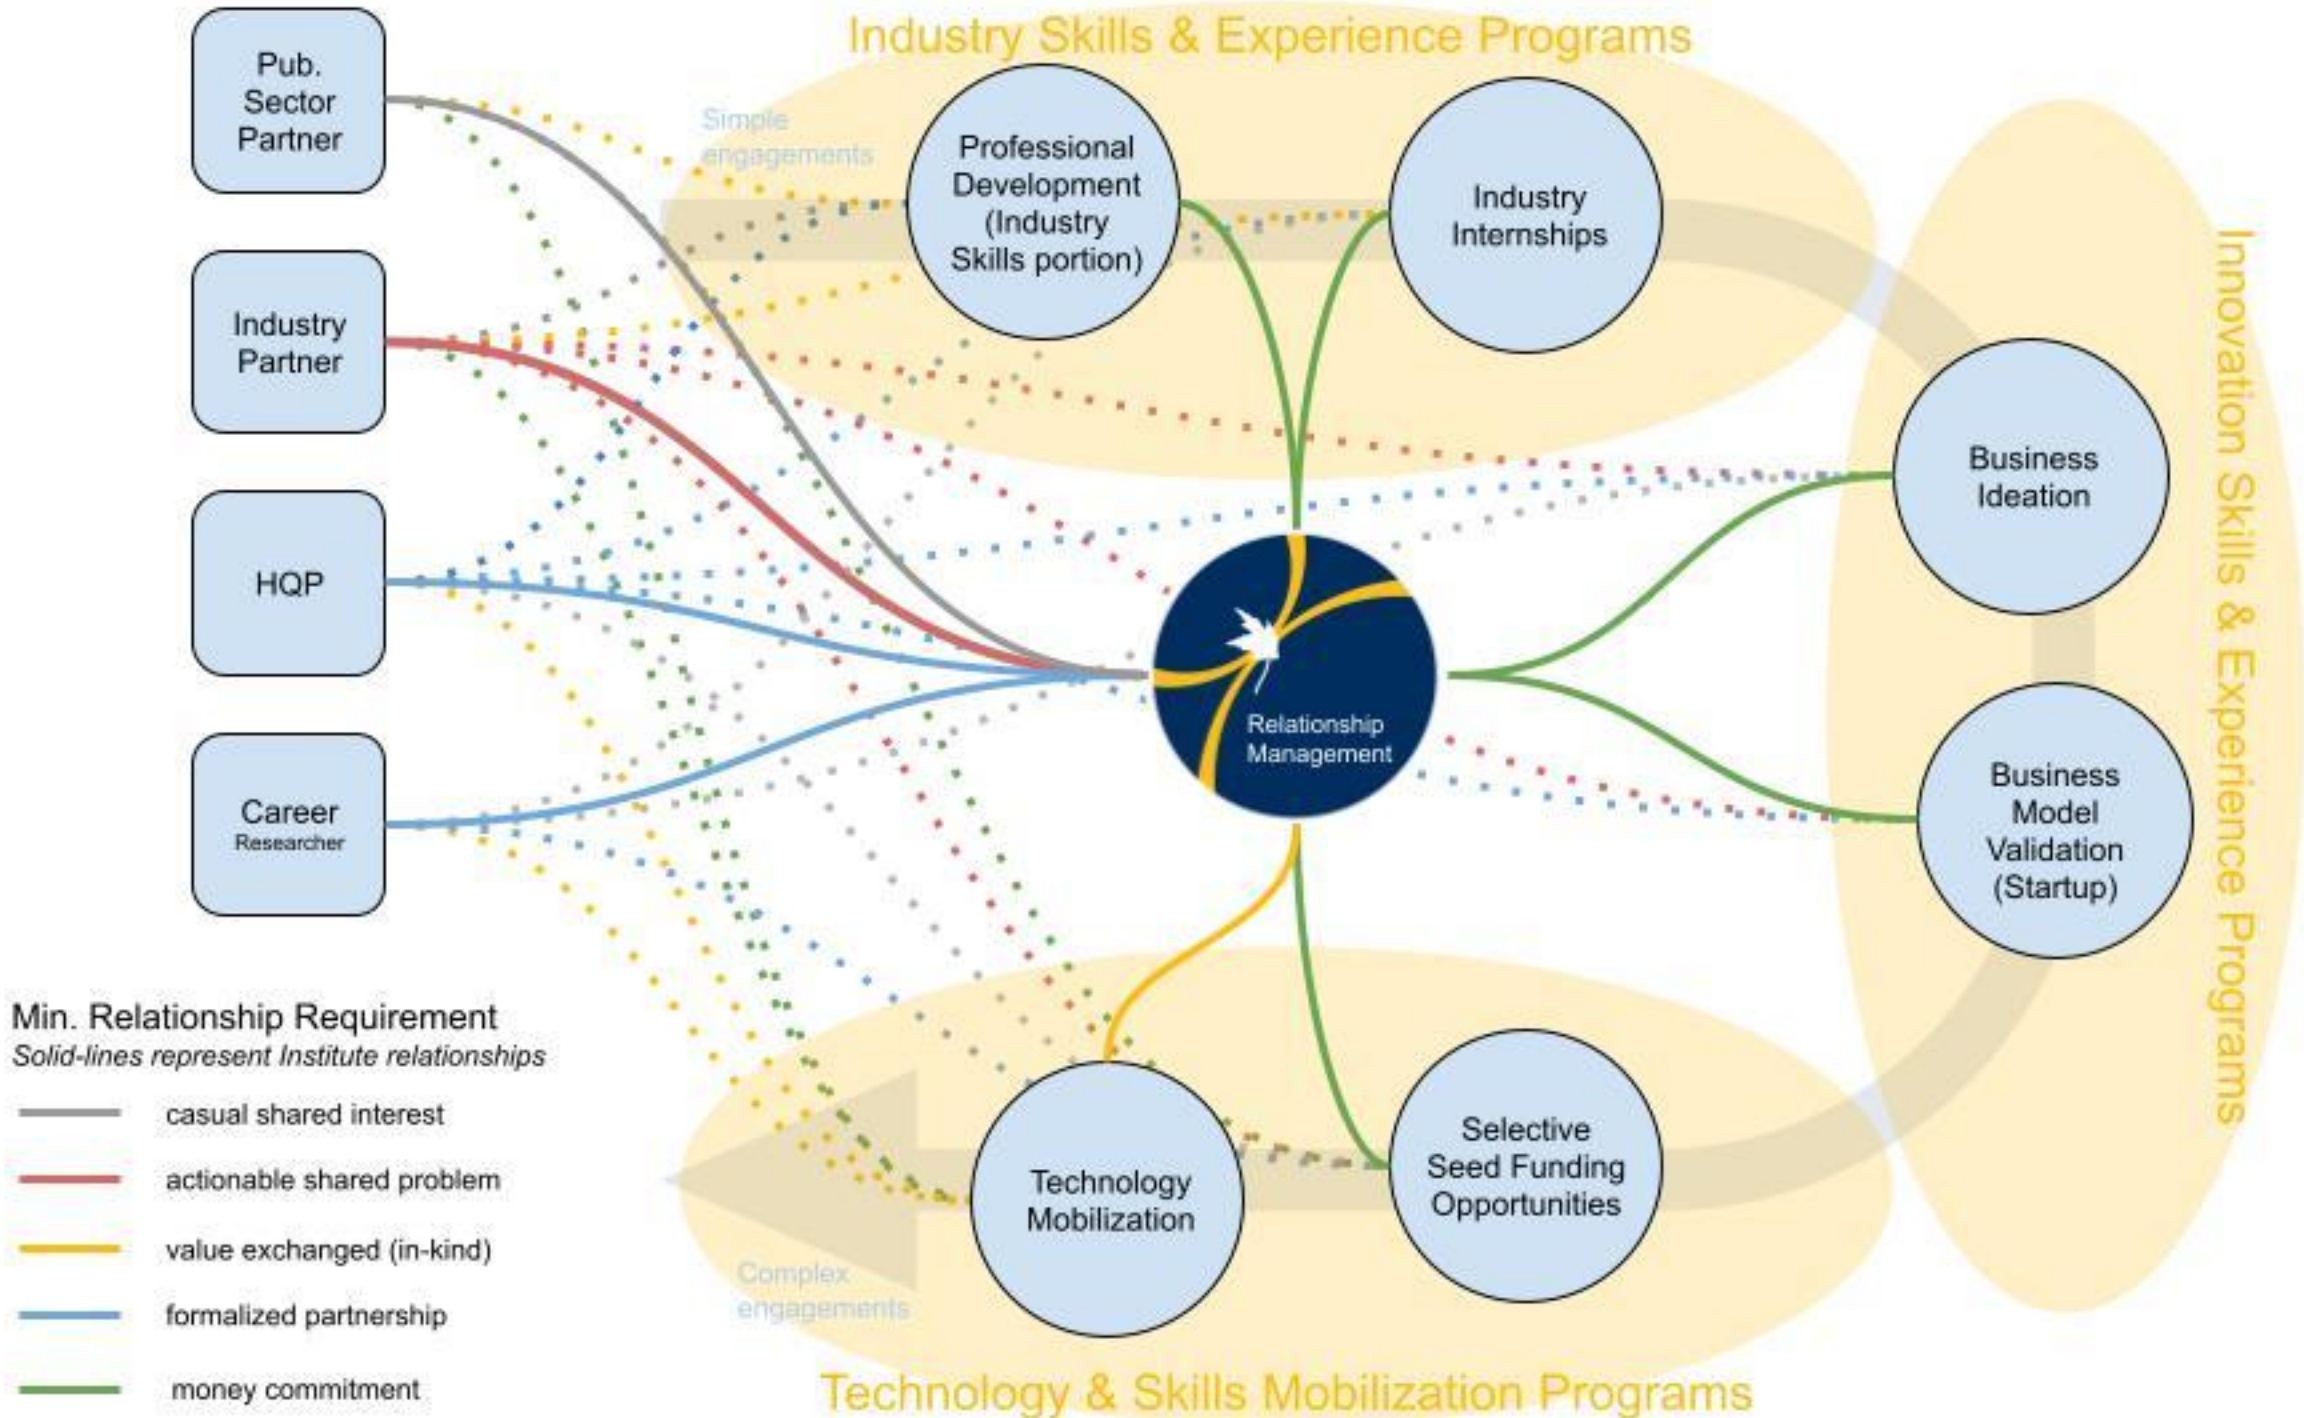 Industry Skills & Experience Programs
Pub.
Sector
Partner
Simple
engagements
Professional
Development
(Industry
Skills portion)
Industry
Internships
Industry
Partner
Innovation Skills & Experience Programs
Business
Ideation
HQP
Relationship
Management
Career
Researcher
Business
Model
Validation
(Startup)
Min. Relationship Requirement
Solid-lines represent Institute relationships
casual shared interest
actionable shared problem
value exchanged (in-kind)
formalized partnership
money commitment
Technology
Mobilization
Selective
Seed Funding
Opportunities
Complex
engagements
Technology & Skills Mobilization Programs